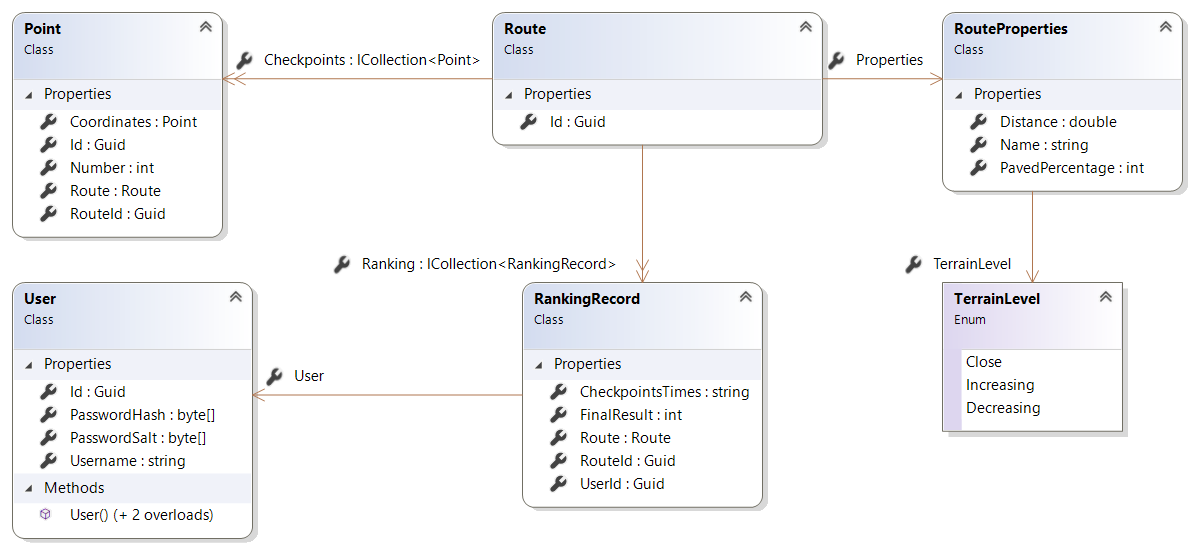 Point
Class
Properties
Coordinates : Point
Id : Guid
Number : int
Route : Route
RouteId : Guid
Checkpoints : ICollection<Point>
Route
Class
Properties
Id : Guid
Properties
RouteProperties
Class
Properties
Distance : double
Name : string
PavedPercentage : int
Ranking : ICollection<RankingRecord>
TerrainLevel
User
Class
Properties
Id : Guid
PasswordHash : byte[]
PasswordSalt : byte[]
Username : string
Methods
User() (+ 2 overloads)
User
RankingRecord
Class
Properties
CheckpointsTimes : string
FinalResult : int
Route : Route
RouteId : Guid
UserId : Guid
TerrainLevel
Enum
Close
Increasing
Decreasing